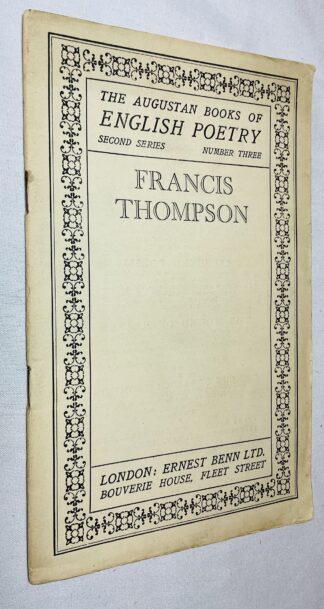 THE AUGUSTAN BOOKS OF
ENGLISH POETRY
SECOND SERIES NUMBER THREE
FRANCIS
THOMPSON
LONDON: ERNEST BENN LTD.
BOUVERIE HOUSE, FLEET STREET